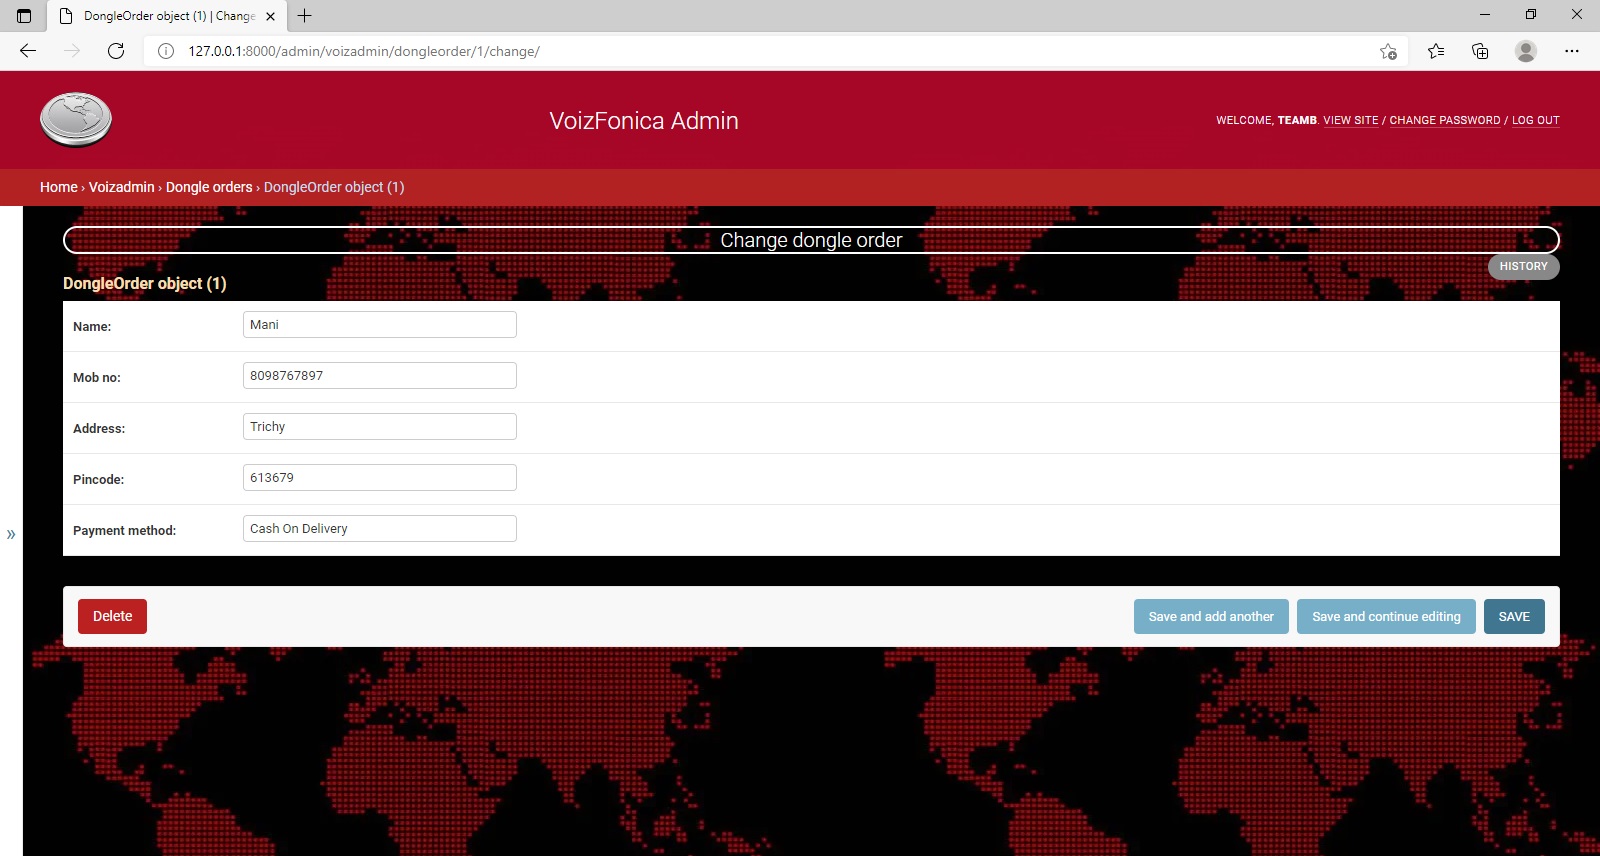 DongleOrder object (1) | Change
127.0.0.1:8000/admin/voizadmin/dongleorder/1/change/
VoizFonica Admin
WELCOME, TEAMB. VIEW SITE / CHANGE PASSWORD / LOG OUT
Home › Voizadmin › Dongle orders › DongleOrder object (1)
Change dongle order
HISTORY
DongleOrder object (1)
Name: Mani
Mob no: 8098767897
Address: Trichy
Pincode: 613679
Payment method: Cash On Delivery
»
Delete Save and add another Save and continue editing SAVE